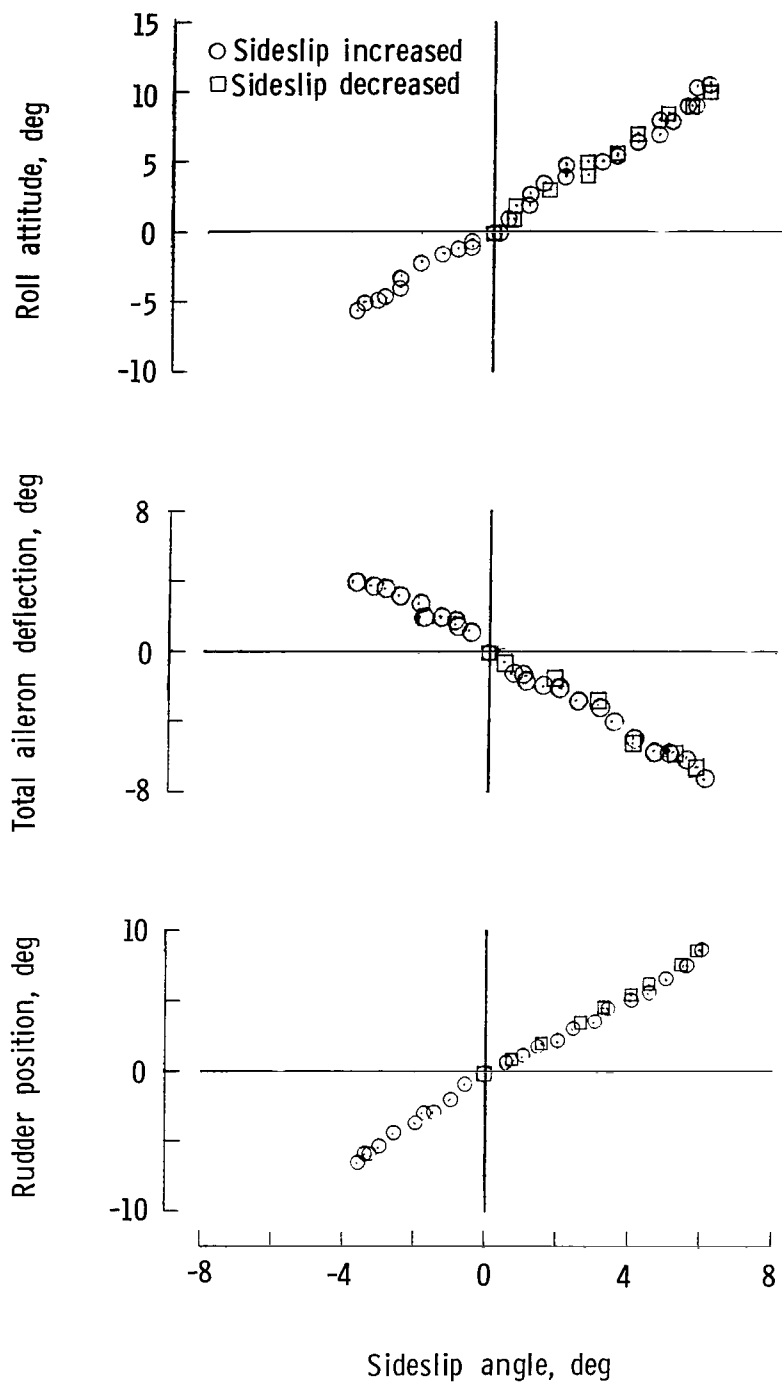 15
○ Sideslip increased
□ Sideslip decreased
10
5
0
-5
-10
Roll attitude, deg
8
0
-8
Total aileron deflection, deg
10
0
-10
Rudder position, deg
-8 -4 0 4 8
Sideslip angle, deg